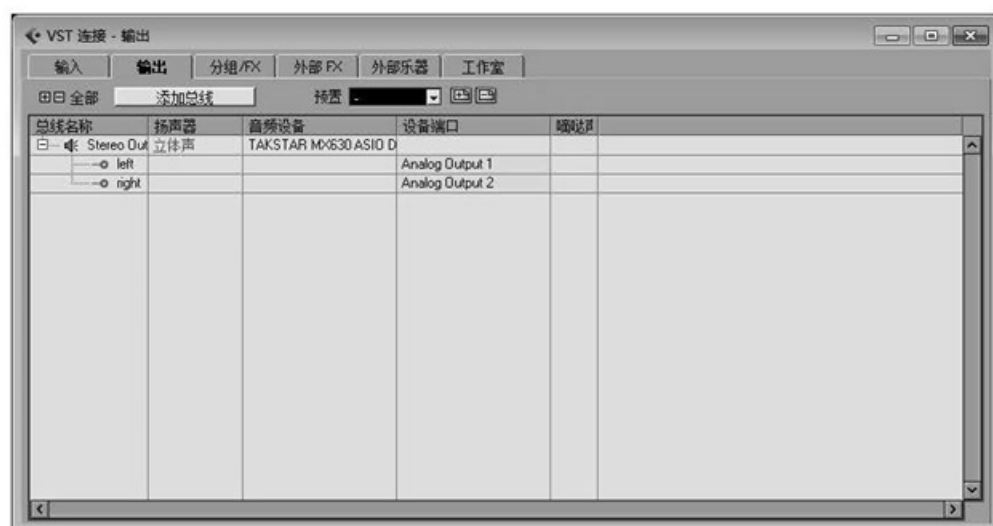 VST 连接 - 输出
输入 输出 分组/FX 外部 FX 外部乐器 工作室
全部 添加总线 预置 -
总线名称 扬声器 音频设备 设备端口 嘀哒声
Stereo Out 立体声 TAKSTAR MX630 ASIO D
left Analog Output 1
right Analog Output 2